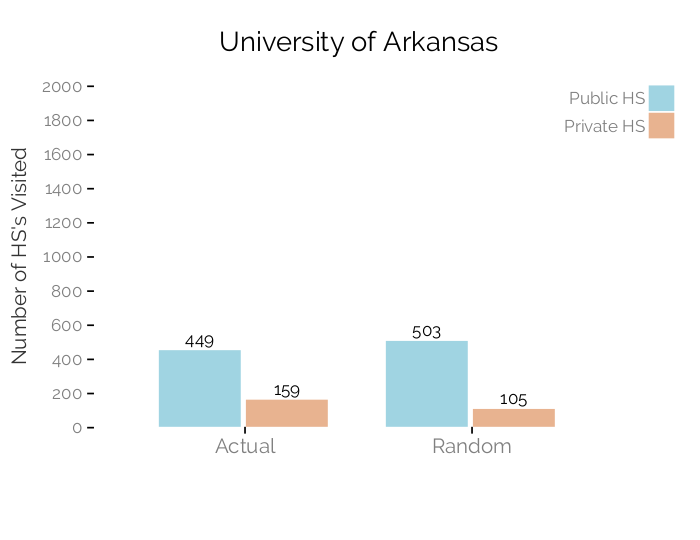 University of Arkansas
Public HS
Private HS
Number of HS's Visited
2000
1800
1600
1400
1200
1000
800
600
400
200
0
449
159
503
105
Actual
Random